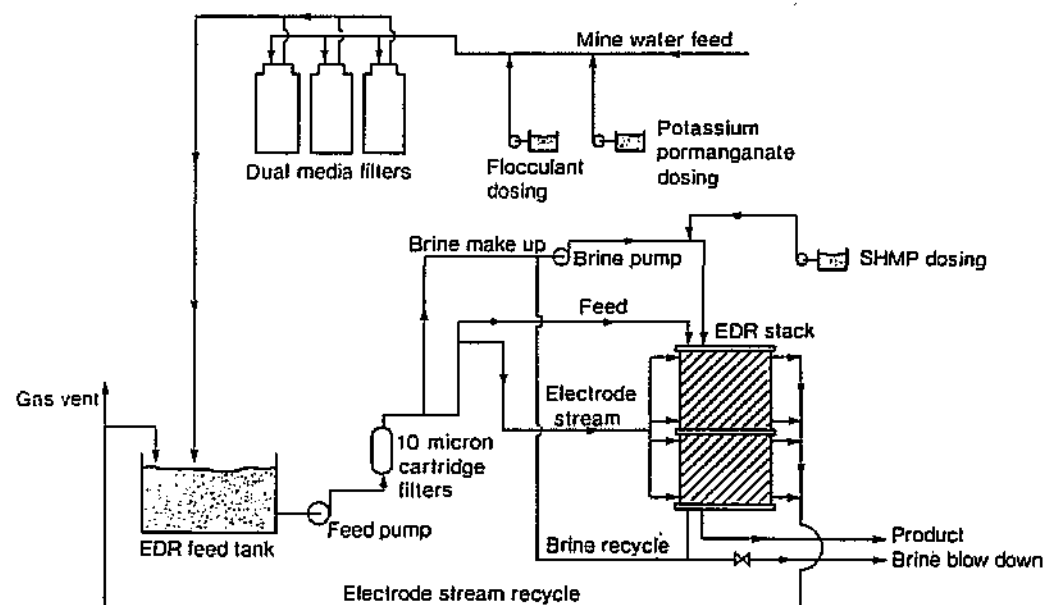 Mine water feed
Dual media filters
Flocculant
dosing
Potassium
pormanganate
dosing
Brine make up
Brine pump
SHMP dosing
Feed
EDR stack
Gas vent
Electrode
stream
10 micron
cartridge
filters
Feed pump
EDR feed tank
Product
Brine recycle
Brine blow down
Electrode stream recycle